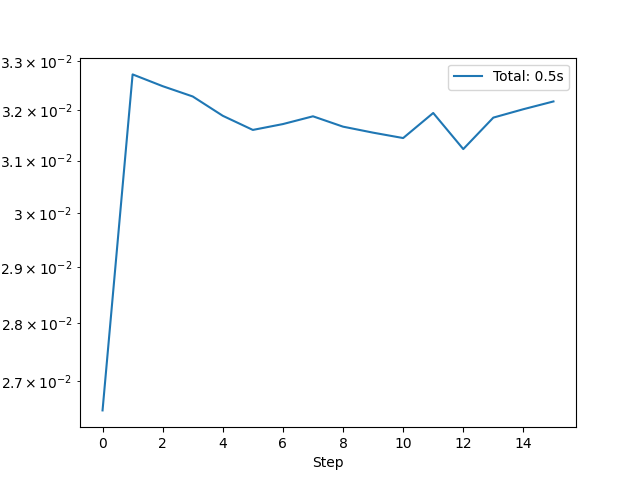 3.3 × 10⁻²
3.2 × 10⁻²
3.1 × 10⁻²
3 × 10⁻²
2.9 × 10⁻²
2.8 × 10⁻²
2.7 × 10⁻²
Total: 0.5s
0 2 4 6 8 10 12 14
Step